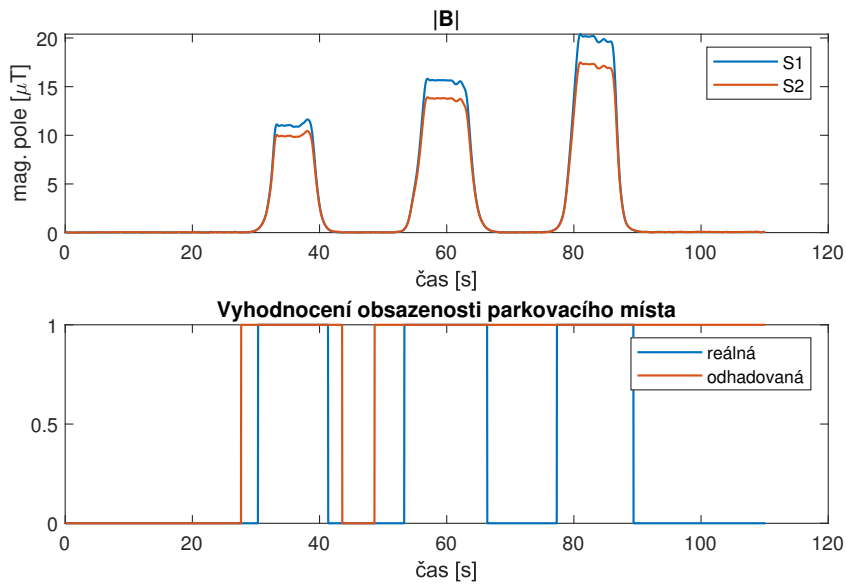 |B|
mag. pole [μT]
20
15
10
5
0
S1
S2
0 20 40 60 80 100 120
čas [s]
Vyhodnocení obsazenosti parkovacího místa
1
0.5
0
reálná
odhadovaná
0 20 40 60 80 100 120
čas [s]